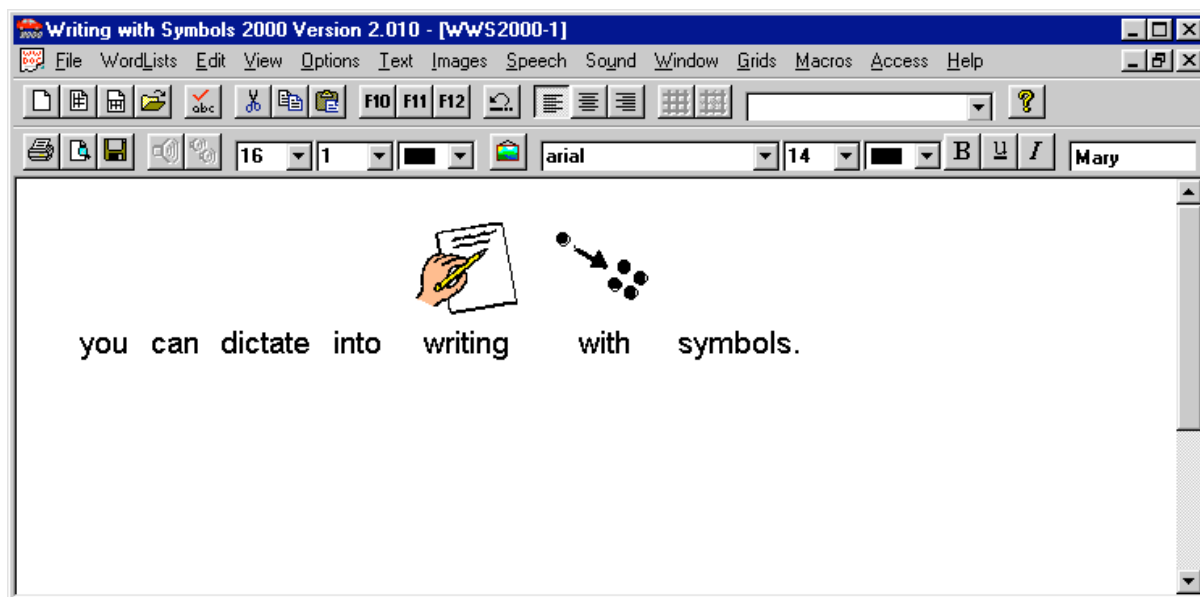 Writing with Symbols 2000 Version 2.010 - [WWS2000-1]
File WordLists Edit View Options Text Images Speech Sound Window Grids Macros Access Help
abc F10 F11 F12
16 1 arial 14 B u I Mary
you can dictate into writing with symbols.